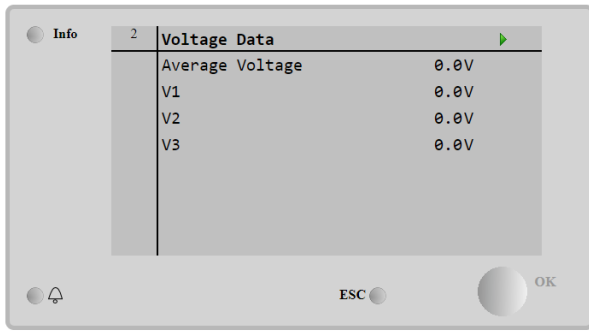 Info
2 Voltage Data
Average Voltage 0.0V
V1 0.0V
V2 0.0V
V3 0.0V
ESC
OK